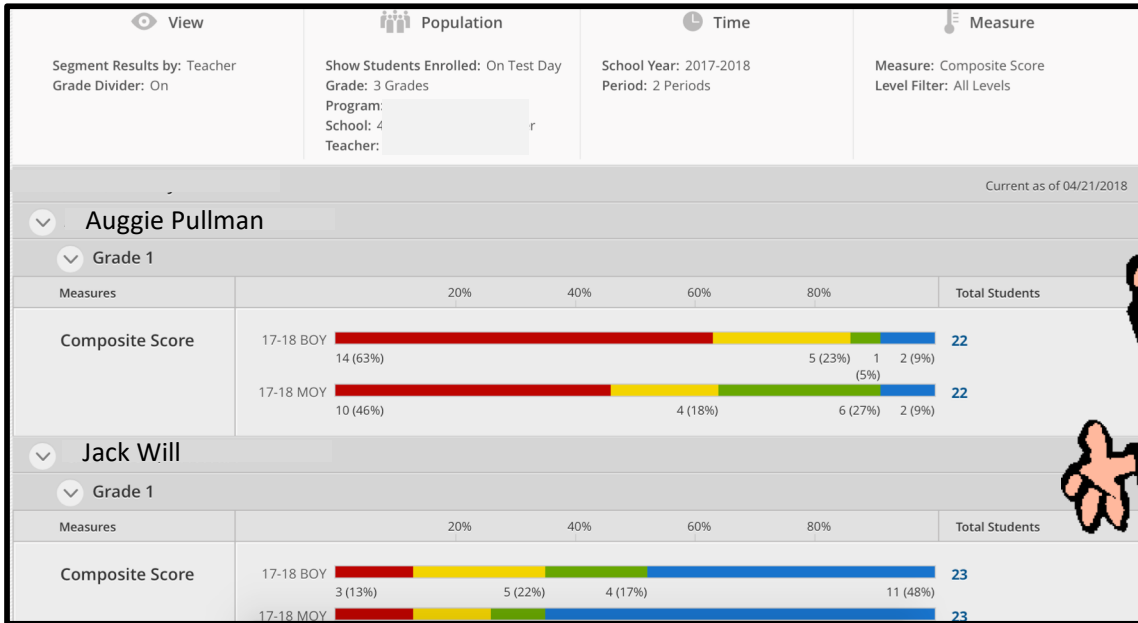 View
Population
Time
Measure
Segment Results by: Teacher
Grade Divider: On
Show Students Enrolled: On Test Day
Grade: 3 Grades
Program:
School: 4 r
Teacher:
School Year: 2017-2018
Period: 2 Periods
Measure: Composite Score
Level Filter: All Levels
Current as of 04/21/2018
Auggie Pullman
Grade 1
Measures 20% 40% 60% 80% Total Students
Composite Score 17-18 BOY 22
14 (63%) 5 (23%) 1 (5%) 2 (9%)
17-18 MOY 22
10 (46%) 4 (18%) 6 (27%) 2 (9%)
Jack Will
Grade 1
Measures 20% 40% 60% 80% Total Students
Composite Score 17-18 BOY 23
3 (13%) 5 (22%) 4 (17%) 11 (48%)
17-18 MOY 23